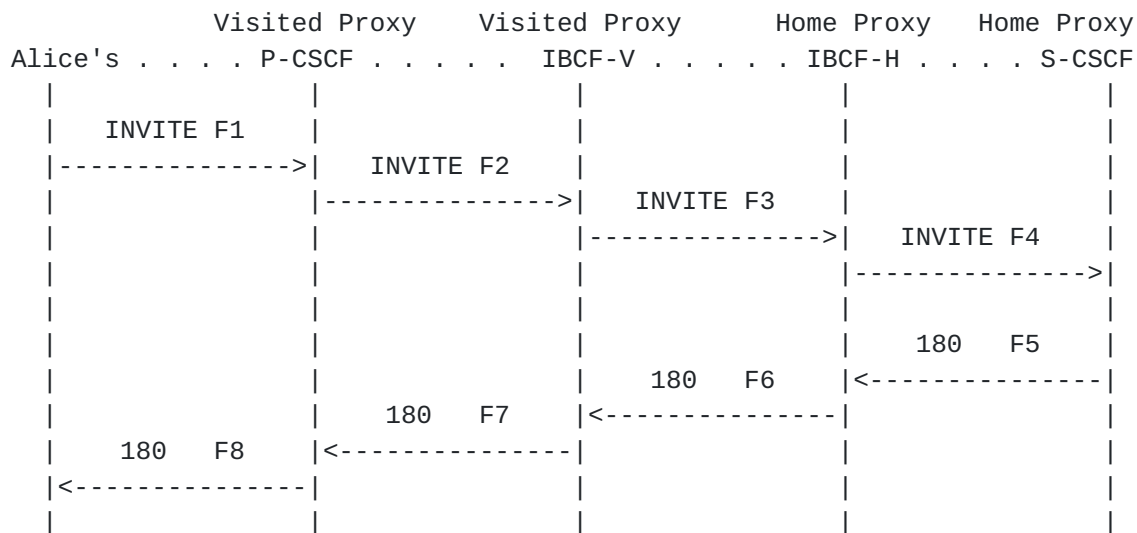 Visited Proxy Visited Proxy Home Proxy Home Proxy
Alice's . . . . P-CSCF . . . . . IBCF-V . . . . . IBCF-H . . . . S-CSCF
INVITE F1
INVITE F2
INVITE F3
INVITE F4
180 F5
180 F6
180 F7
180 F8